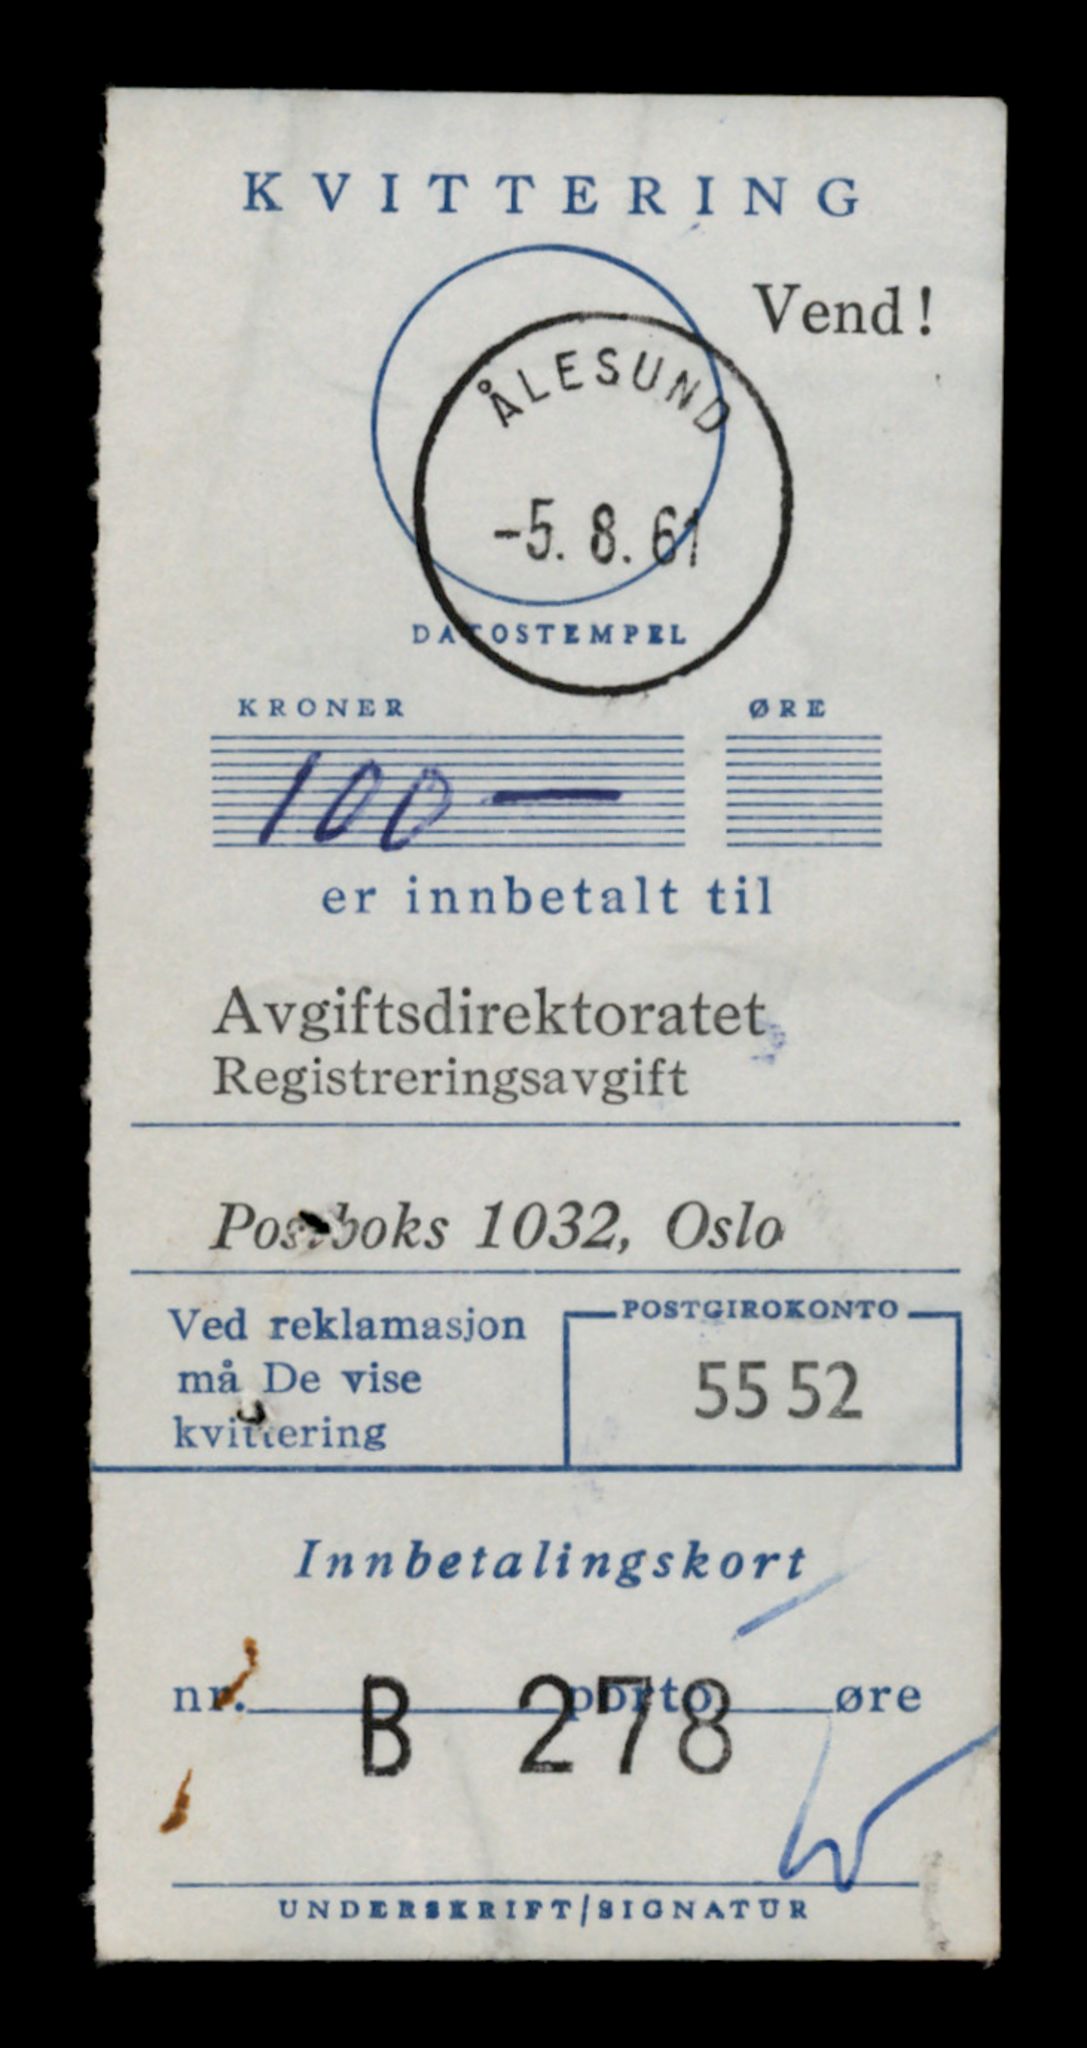 KVITTERING
Vend!
ÅLESUND
-5. 8. 61
DATOSTEMPEL
KRONER ØRE
100 —
er innbetalt til
Avgiftsdirektoratet
Registreringsavgift
Postboks 1032, Oslo
Ved reklamasjon
må De vise
kvittering
POSTGIROKONTO
55 52
Innbetalingskort
nr. porto øre
B 278
UNDERSKRIFT/SIGNATUR